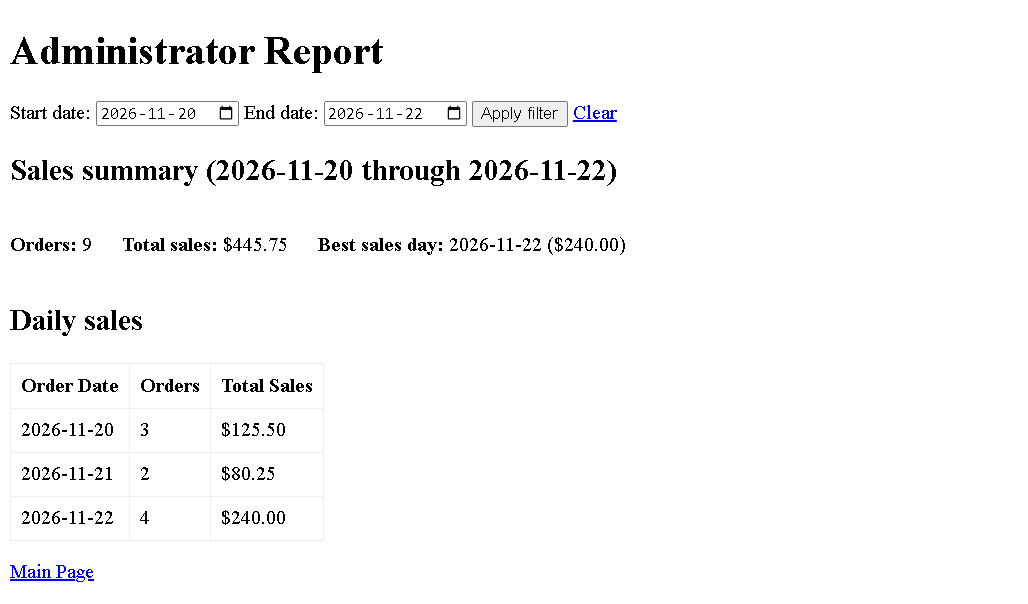 Administrator Report
Start date: 2026-11-20 End date: 2026-11-22 Apply filter Clear
Sales summary (2026-11-20 through 2026-11-22)
Orders: 9 Total sales: $445.75 Best sales day: 2026-11-22 ($240.00)
Daily sales
Order Date Orders Total Sales
2026-11-20 3 $125.50
2026-11-21 2 $80.25
2026-11-22 4 $240.00
Main Page